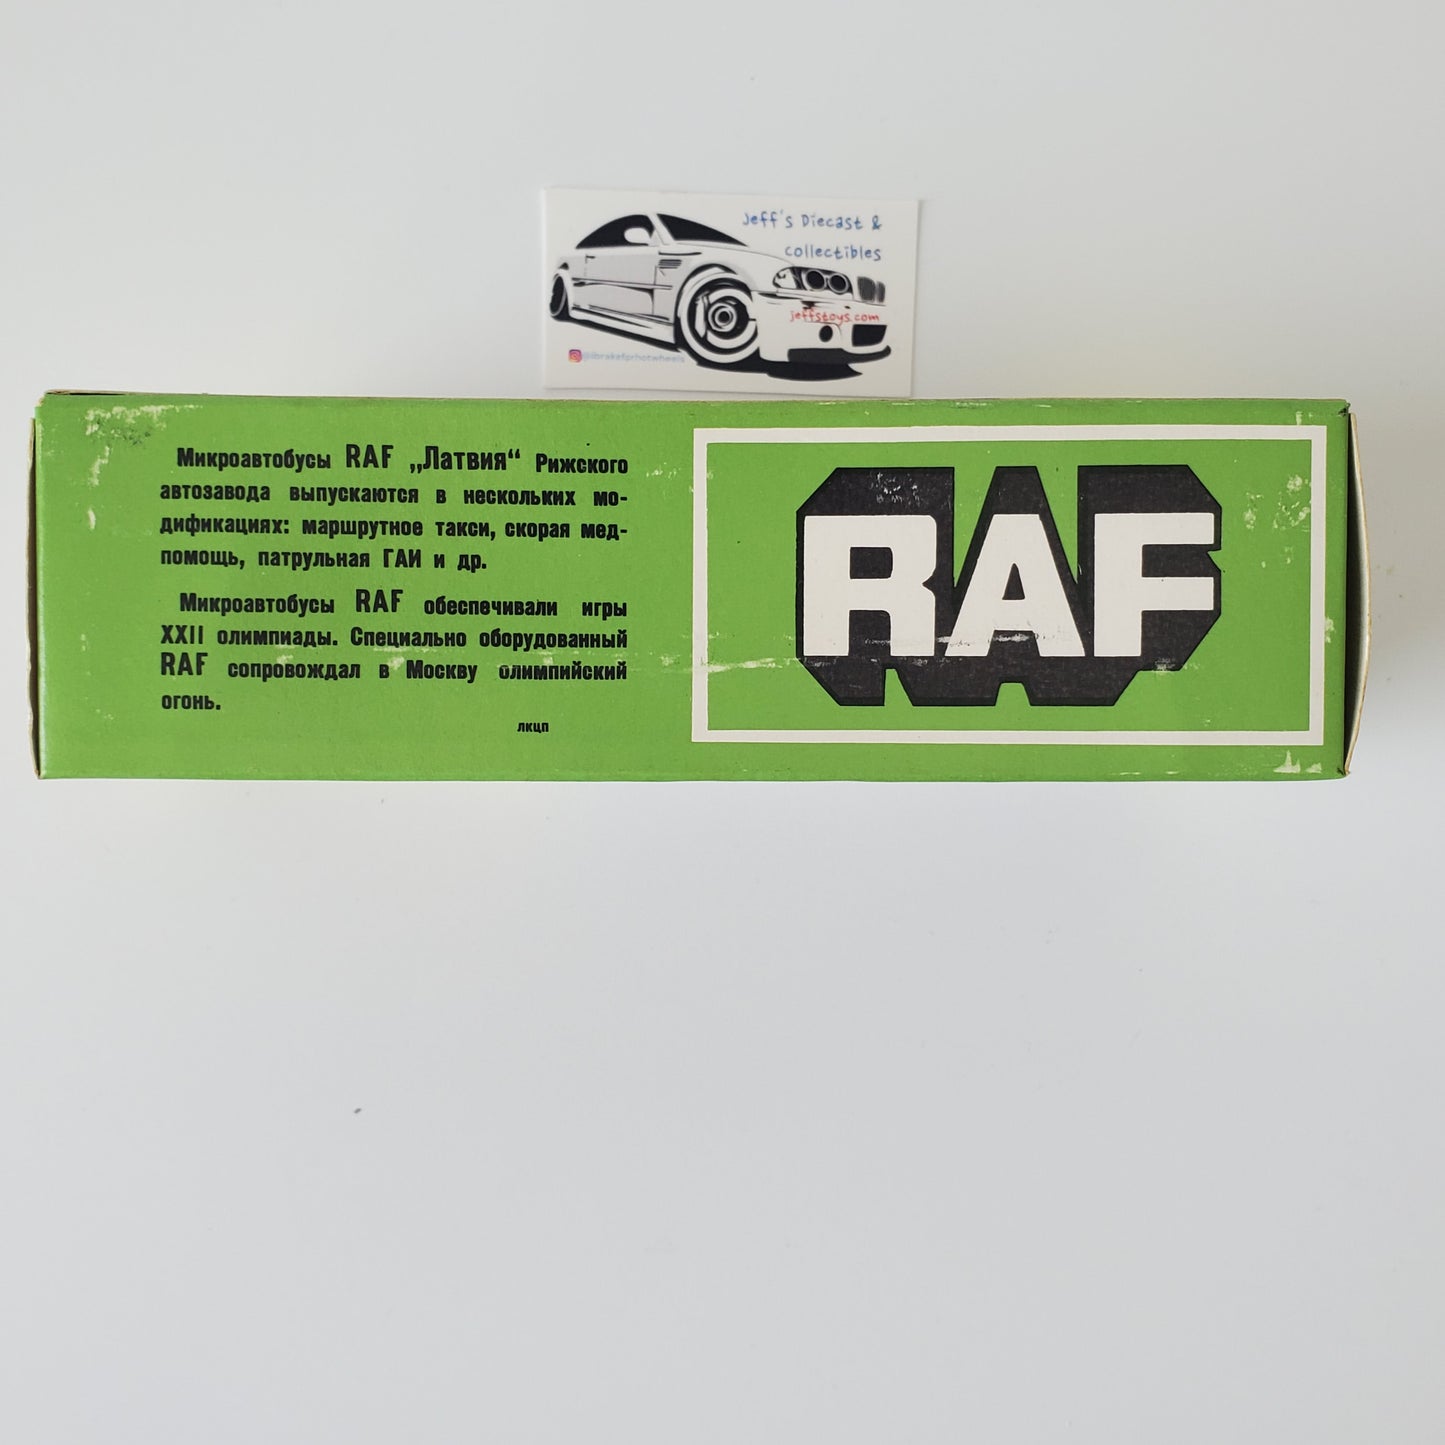 Jeff's Diecast &
collectibles
jeffstoys.com
@ibrakefprhotwheels
Микроавтобусы RAF „Латвия“ Рижского
автозавода выпускаются в нескольких мо-
дификациях: маршрутное такси, скорая мед-
помощь, патрульная ГАИ и др.
Микроавтобусы RAF обеспечивали игры
XXII олимпиады. Специально оборудованный
RAF сопровождал в Москву олимпийский
огонь.
ЛКЦП
RAF